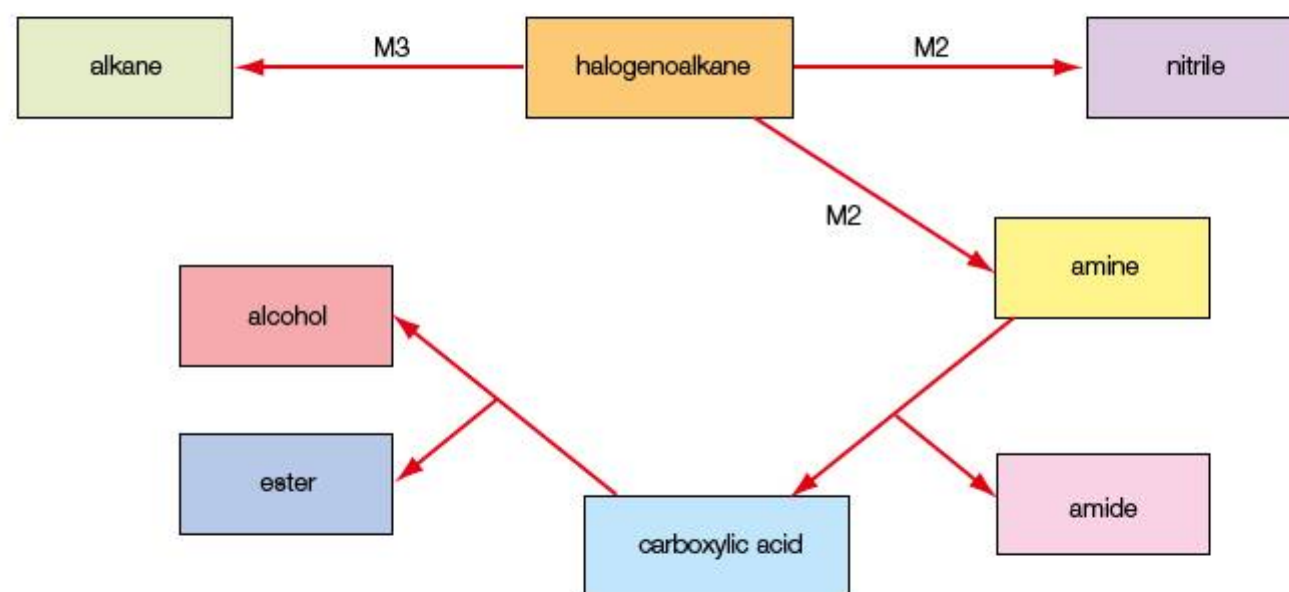 alkane
M3
halogenoalkane
M2
nitrile
M2
amine
alcohol
ester
carboxylic acid
amide